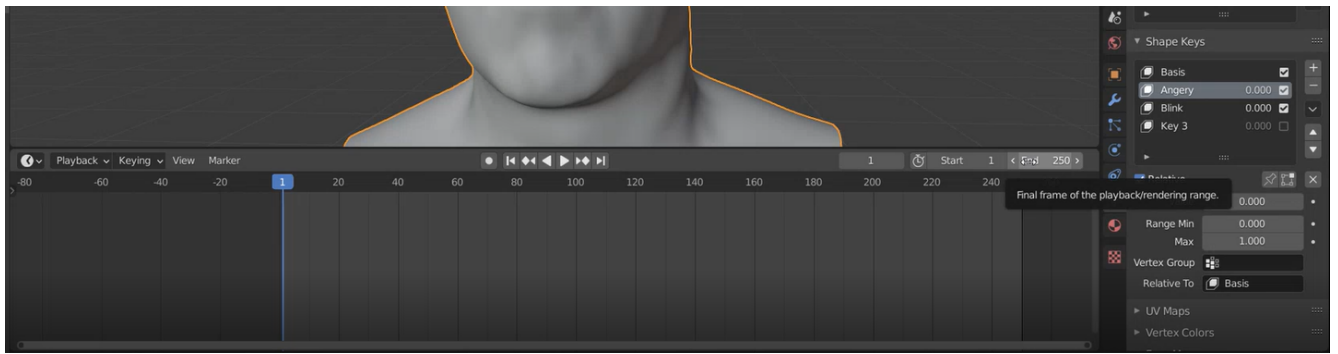 Shape Keys
Basis
Angery 0.000
Blink 0.000
Key 3 0.000
Playback Keying View Marker 1 Start 1 End 250
-80 -60 -40 -20 1 20 40 60 80 100 120 140 160 180 200 220 240
Relative
Final frame of the playback/rendering range.
0.000
Range Min 0.000
Max 1.000
Vertex Group
Relative To Basis
UV Maps
Vertex Colors